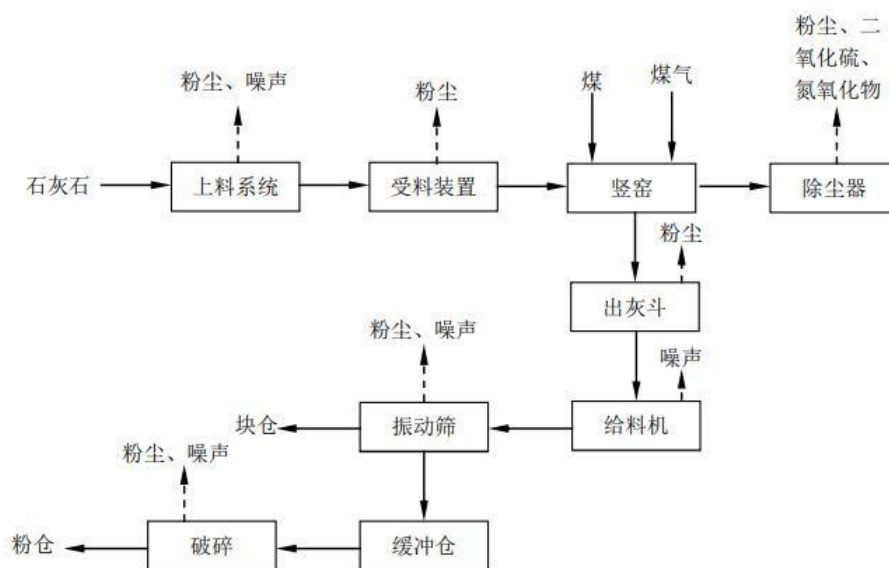 粉尘、二
氧化硫、
氮氧化物
粉尘、噪声
粉尘
煤
煤气
石灰石
上料系统
受料装置
竖窑
除尘器
粉尘
出灰斗
粉尘、噪声
噪声
块仓
振动筛
给料机
粉尘、噪声
粉仓
破碎
缓冲仓